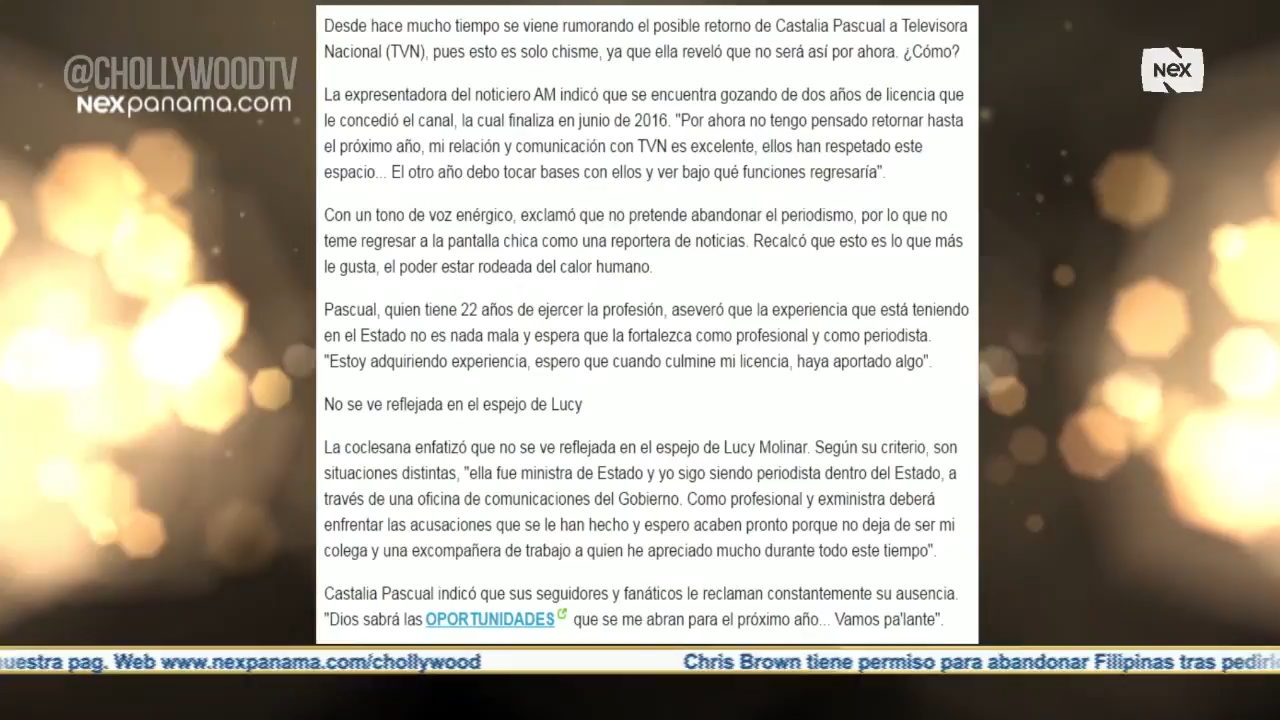 Desde hace mucho tiempo se viene rumorando el posible retorno de Castalia Pascual a Televisora
Nacional (TVN), pues esto es solo chisme, ya que ella reveló que no será así por ahora. ¿Cómo?
@CHOLLYWOODTV
NEXpanama.com
NEX
La expresentadora del noticiero AM indicó que se encuentra gozando de dos años de licencia que
le concedió el canal, la cual finaliza en junio de 2016. "Por ahora no tengo pensado retornar hasta
el próximo año, mi relación y comunicación con TVN es excelente, ellos han respetado este
espacio... El otro año debo tocar bases con ellos y ver bajo qué funciones regresaría".
Con un tono de voz enérgico, exclamó que no pretende abandonar el periodismo, por lo que no
teme regresar a la pantalla chica como una reportera de noticias. Recalcó que esto es lo que más
le gusta, el poder estar rodeada del calor humano.
Pascual, quien tiene 22 años de ejercer la profesión, aseveró que la experiencia que está teniendo
en el Estado no es nada mala y espera que la fortalezca como profesional y como periodista.
"Estoy adquiriendo experiencia, espero que cuando culmine mi licencia, haya aportado algo".
No se ve reflejada en el espejo de Lucy
La coclesana enfatizó que no se ve reflejada en el espejo de Lucy Molinar. Según su criterio, son
situaciones distintas, "ella fue ministra de Estado y yo sigo siendo periodista dentro del Estado, a
través de una oficina de comunicaciones del Gobierno. Como profesional y exministra deberá
enfrentar las acusaciones que se le han hecho y espero acaben pronto porque no deja de ser mi
colega y una excompañera de trabajo a quien he apreciado mucho durante todo este tiempo".
Castalia Pascual indicó que sus seguidores y fanáticos le reclaman constantemente su ausencia.
"Dios sabrá las OPORTUNIDADES que se me abran para el próximo año... Vamos pa'lante".
uestra pag. Web www.nexpanama.com/chollywood Chris Brown tiene permiso para abandonar Filipinas tras pedir